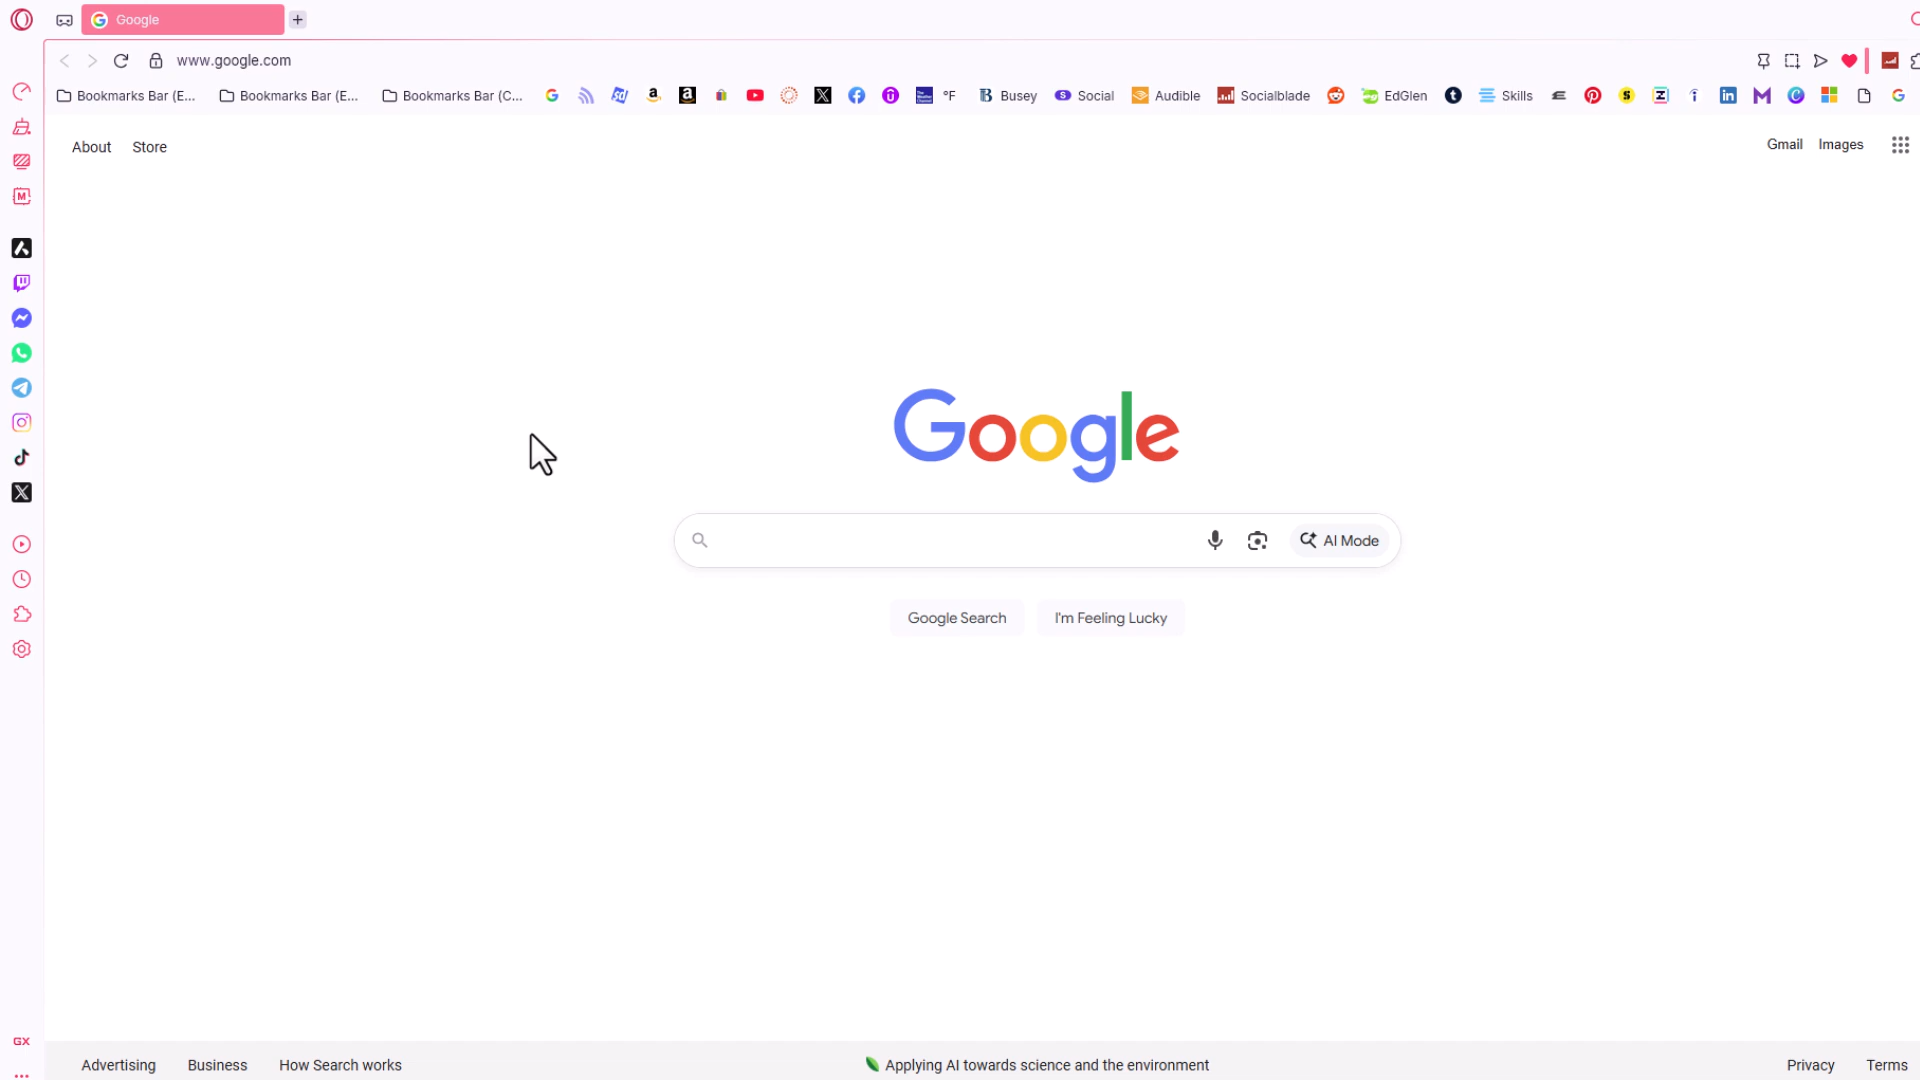 Google
www.google.com
Bookmarks Bar (E...
Bookmarks Bar (E...
Bookmarks Bar (C...
°F
Busey
Social
Audible
Socialblade
EdGlen
Skills
About
Store
Gmail
Images
Google
AI Mode
Google Search
I'm Feeling Lucky
GX
Advertising
Business
How Search works
Applying AI towards science and the environment
Privacy
Terms